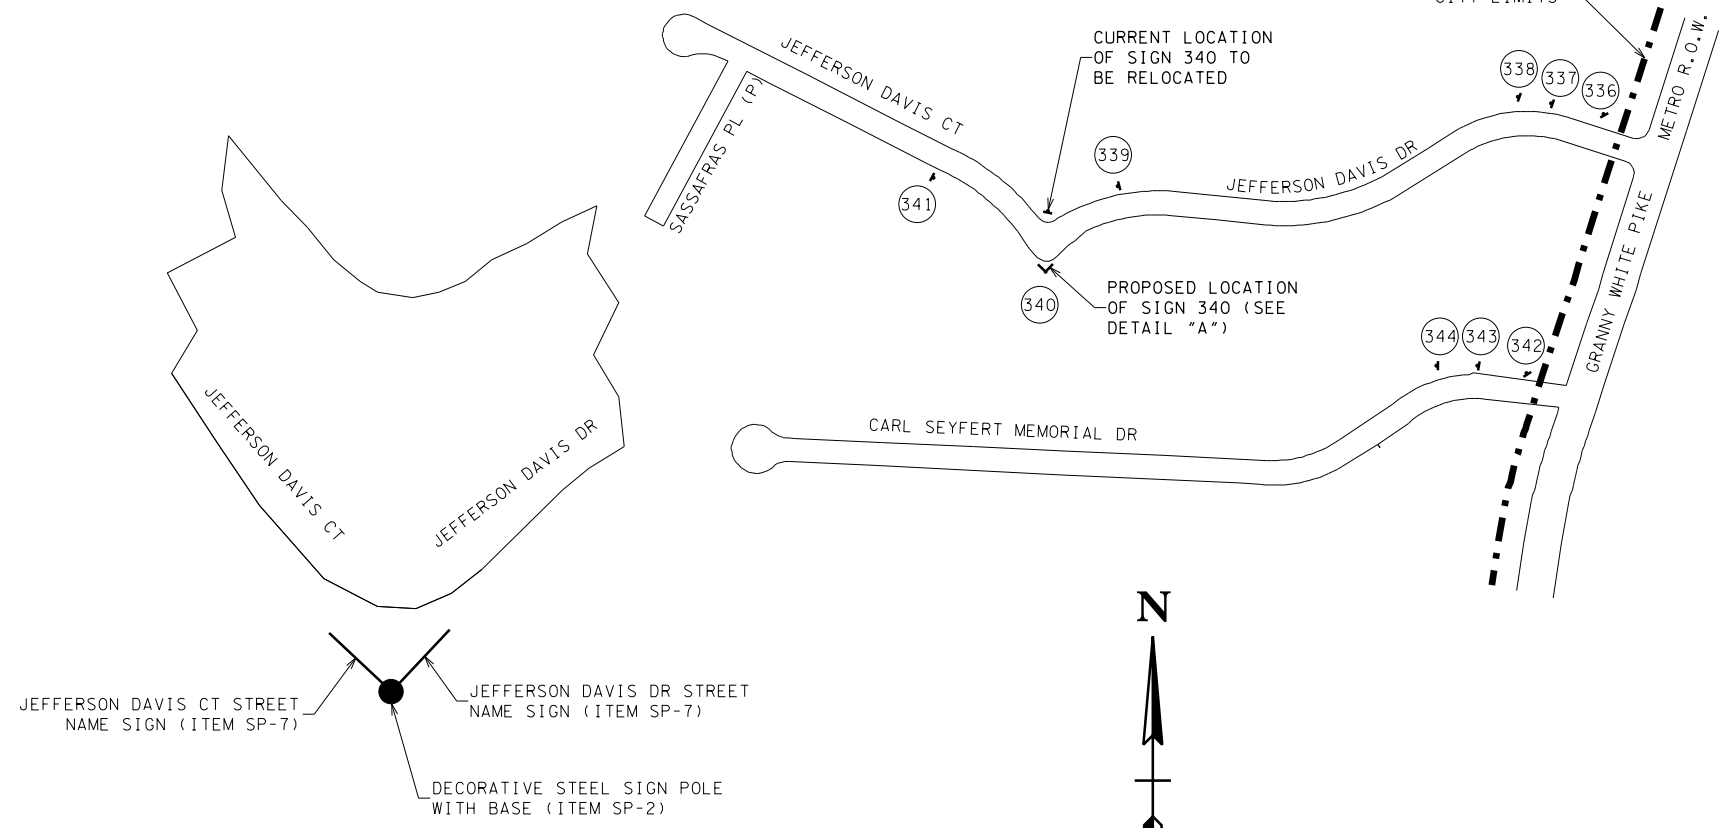 CITY LIMITS
JEFFERSON DAVIS CT
CURRENT LOCATION
OF SIGN 340 TO
BE RELOCATED
338
337
336
METRO R.O.W.
SASSAFRAS PL (P)
339
JEFFERSON DAVIS DR
341
340
PROPOSED LOCATION
OF SIGN 340 (SEE
DETAIL "A")
GRANNY WHITE PIKE
344
343
342
CARL SEYFERT MEMORIAL DR
JEFFERSON DAVIS CT
JEFFERSON DAVIS DR
N
JEFFERSON DAVIS CT STREET
NAME SIGN (ITEM SP-7)
JEFFERSON DAVIS DR STREET
NAME SIGN (ITEM SP-7)
DECORATIVE STEEL SIGN POLE
WITH BASE (ITEM SP-2)